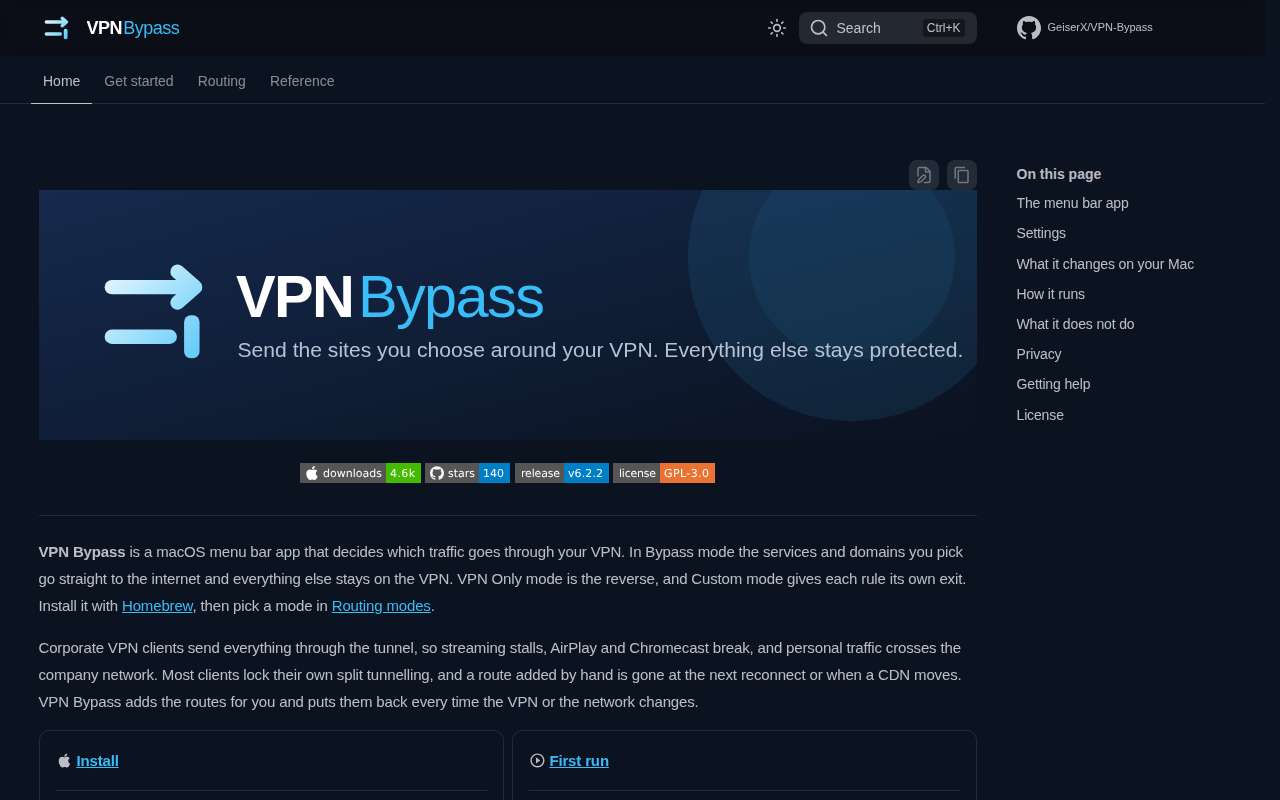 VPN Bypass
Search
Ctrl+K
GeiserX/VPN-Bypass
Home
Get started
Routing
Reference
VPN Bypass
Send the sites you choose around your VPN. Everything else stays protected.
downloads 4.6k
stars 140
release v6.2.2
license GPL-3.0
VPN Bypass is a macOS menu bar app that decides which traffic goes through your VPN. In Bypass mode the services and domains you pick
go straight to the internet and everything else stays on the VPN. VPN Only mode is the reverse, and Custom mode gives each rule its own exit.
Install it with Homebrew, then pick a mode in Routing modes.
Corporate VPN clients send everything through the tunnel, so streaming stalls, AirPlay and Chromecast break, and personal traffic crosses the
company network. Most clients lock their own split tunnelling, and a route added by hand is gone at the next reconnect or when a CDN moves.
VPN Bypass adds the routes for you and puts them back every time the VPN or the network changes.
Install
First run
On this page
The menu bar app
Settings
What it changes on your Mac
How it runs
What it does not do
Privacy
Getting help
License